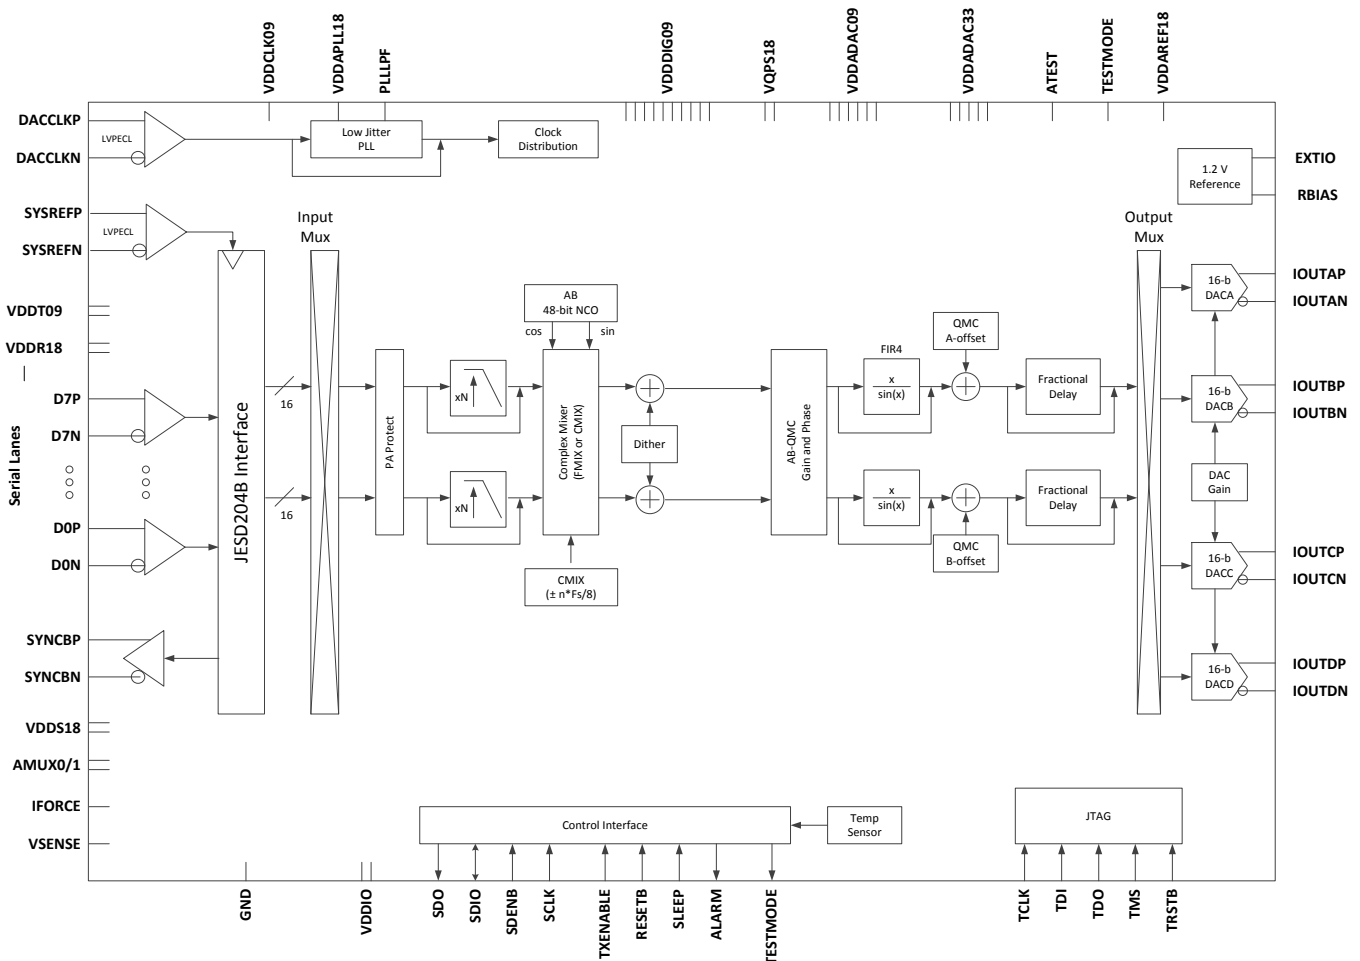 VDDCLK09
VDDAPLL18
PLLLPF
VDDDIG09
VQPS18
VDDADAC09
VDDADAC33
ATEST
TESTMODE
VDDAREF18
DACCLKP
DACCLKN
LVPECL
Low Jitter
PLL
Clock
Distribution
1.2 V
Reference
EXTIO
RBIAS
SYSREFP
SYSREFN
LVPECL
Input
Mux
Output
Mux
VDDT09
VDDR18
Serial Lanes
D7P
D7N
D0P
D0N
JESD204B Interface
16
16
PA Protect
xN
xN
AB
48-bit NCO
cos
sin
Complex Mixer
(FMIX or CMIX)
CMIX
(± n*Fs/8)
Dither
AB-QMC
Gain and Phase
FIR4
x
sin(x)
x
sin(x)
QMC
A-offset
QMC
B-offset
Fractional
Delay
Fractional
Delay
16-b
DACA
16-b
DACB
DAC
Gain
16-b
DACC
16-b
DACD
IOUTAP
IOUTAN
IOUTBP
IOUTBN
IOUTCP
IOUTCN
IOUTDP
IOUTDN
SYNCBP
SYNCBN
VDDS18
AMUX0/1
IFORCE
VSENSE
Control Interface
Temp
Sensor
JTAG
GND
VDDIO
SDO
SDIO
SDENB
SCLK
TXENABLE
RESETB
SLEEP
ALARM
TESTMODE
TCLK
TDI
TDO
TMS
TRSTB